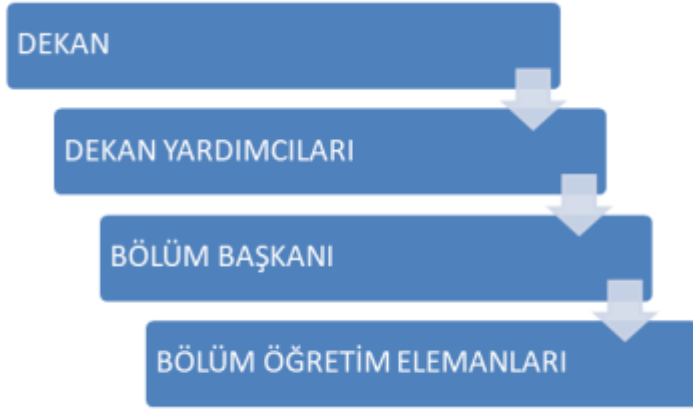 DEKAN
DEKAN YARDIMCILARI
BÖLÜM BAŞKANI
BÖLÜM ÖĞRETİM ELEMANLARI